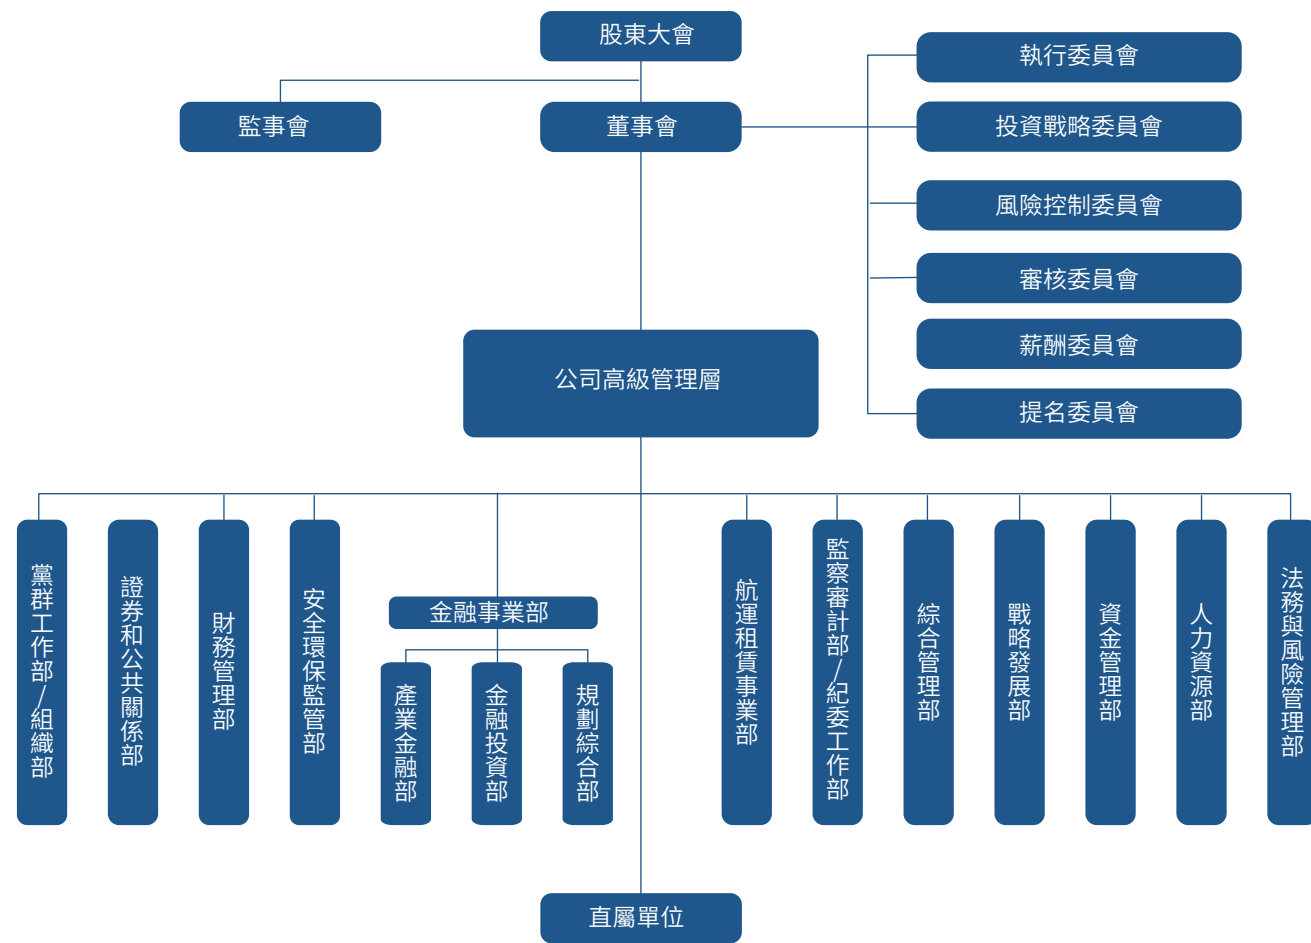 股東大會
執行委員會
監事會
董事會
投資戰略委員會
風險控制委員會
審核委員會
薪酬委員會
公司高級管理層
提名委員會
黨群工作部/組織部
證券和公共關係部
財務管理部
安全環保監管部
金融事業部
產業金融部
金融投資部
規劃綜合部
航運租賃事業部
監察審計部/紀委工作部
綜合管理部
戰略發展部
資金管理部
人力資源部
法務與風險管理部
直屬單位